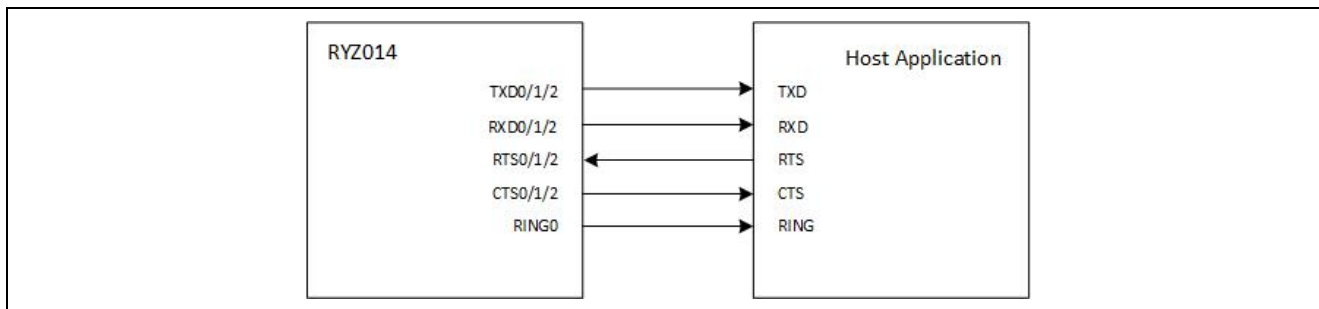 RYZ014
Host Application
TXD0/1/2
TXD
RXD0/1/2
RXD
RTS0/1/2
RTS
CTS0/1/2
CTS
RING0
RING